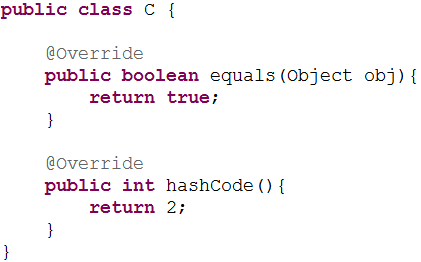 public class C {
@Override
public boolean equals(Object obj){
return true;
}
@Override
public int hashCode(){
return 2;
}
}